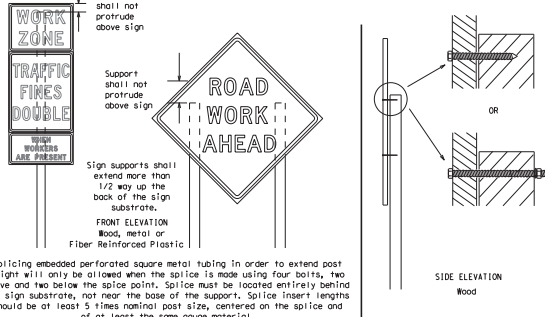 shall not
protrude
above sign
WORK
ZONE
TRAFFIC
FINES
DOUBLE
WHEN
WORKERS
ARE PRESENT
Support
shall not
protrude
above sign
ROAD
WORK
AHEAD
Sign supports shall
extend more than
1/2 way up the
back of the sign
substrate.
FRONT ELEVATION
Wood, metal or
Fiber Reinforced Plastic
OR
SIDE ELEVATION
Wood
plicing embedded perforated square metal tubing in order to extend post
ight will only be allowed when the splice is made using four bolts, two
ve and two below the spice point. Splice must be located entirely behind
sign substrate, not near the base of the support. Splice insert lengths
hould be at least 5 times nominal post size, centered on the splice and
of at least the same gauge material